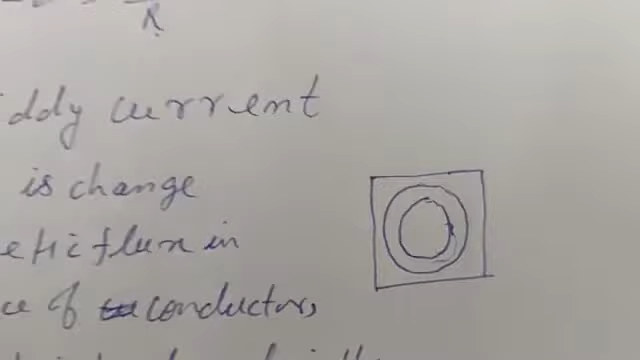 R
ddy current
is change
etic flux in
ce of conductors,